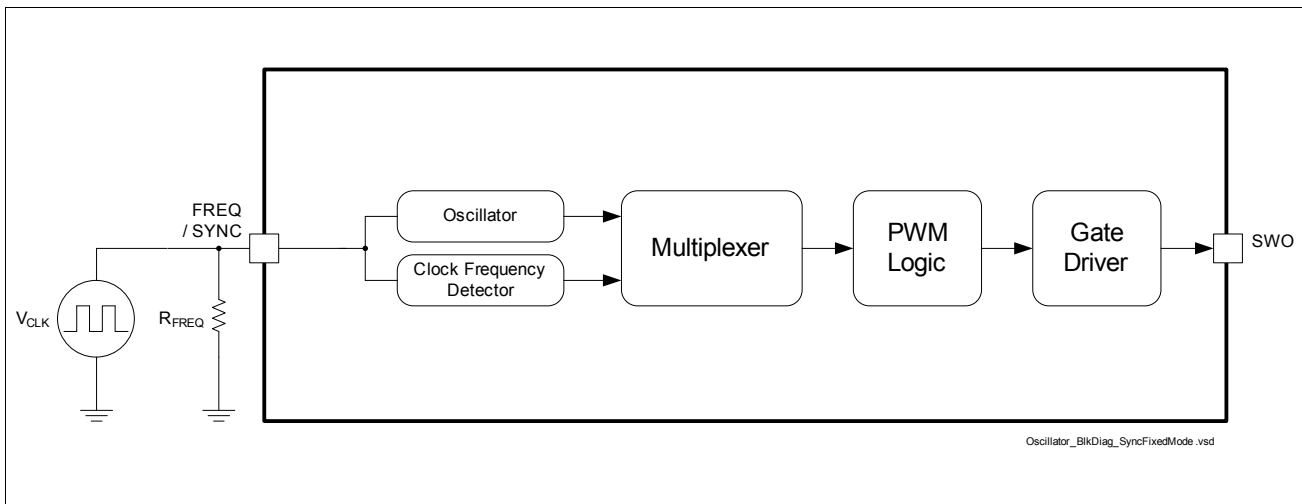 FREQ
/ SYNC
V_CLK
R_FREQ
Oscillator
Clock Frequency
Detector
Multiplexer
PWM
Logic
Gate
Driver
SWO
Oscillator_BlkDiag_SyncFixedMode.vsd